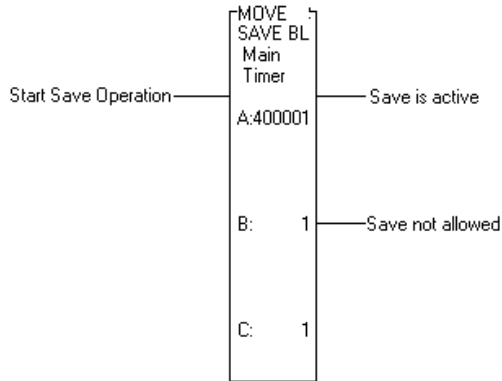 MOVE :
SAVE BL
Main
Timer
Start Save Operation
Save is active
A:400001
B: 1
Save not allowed
C: 1